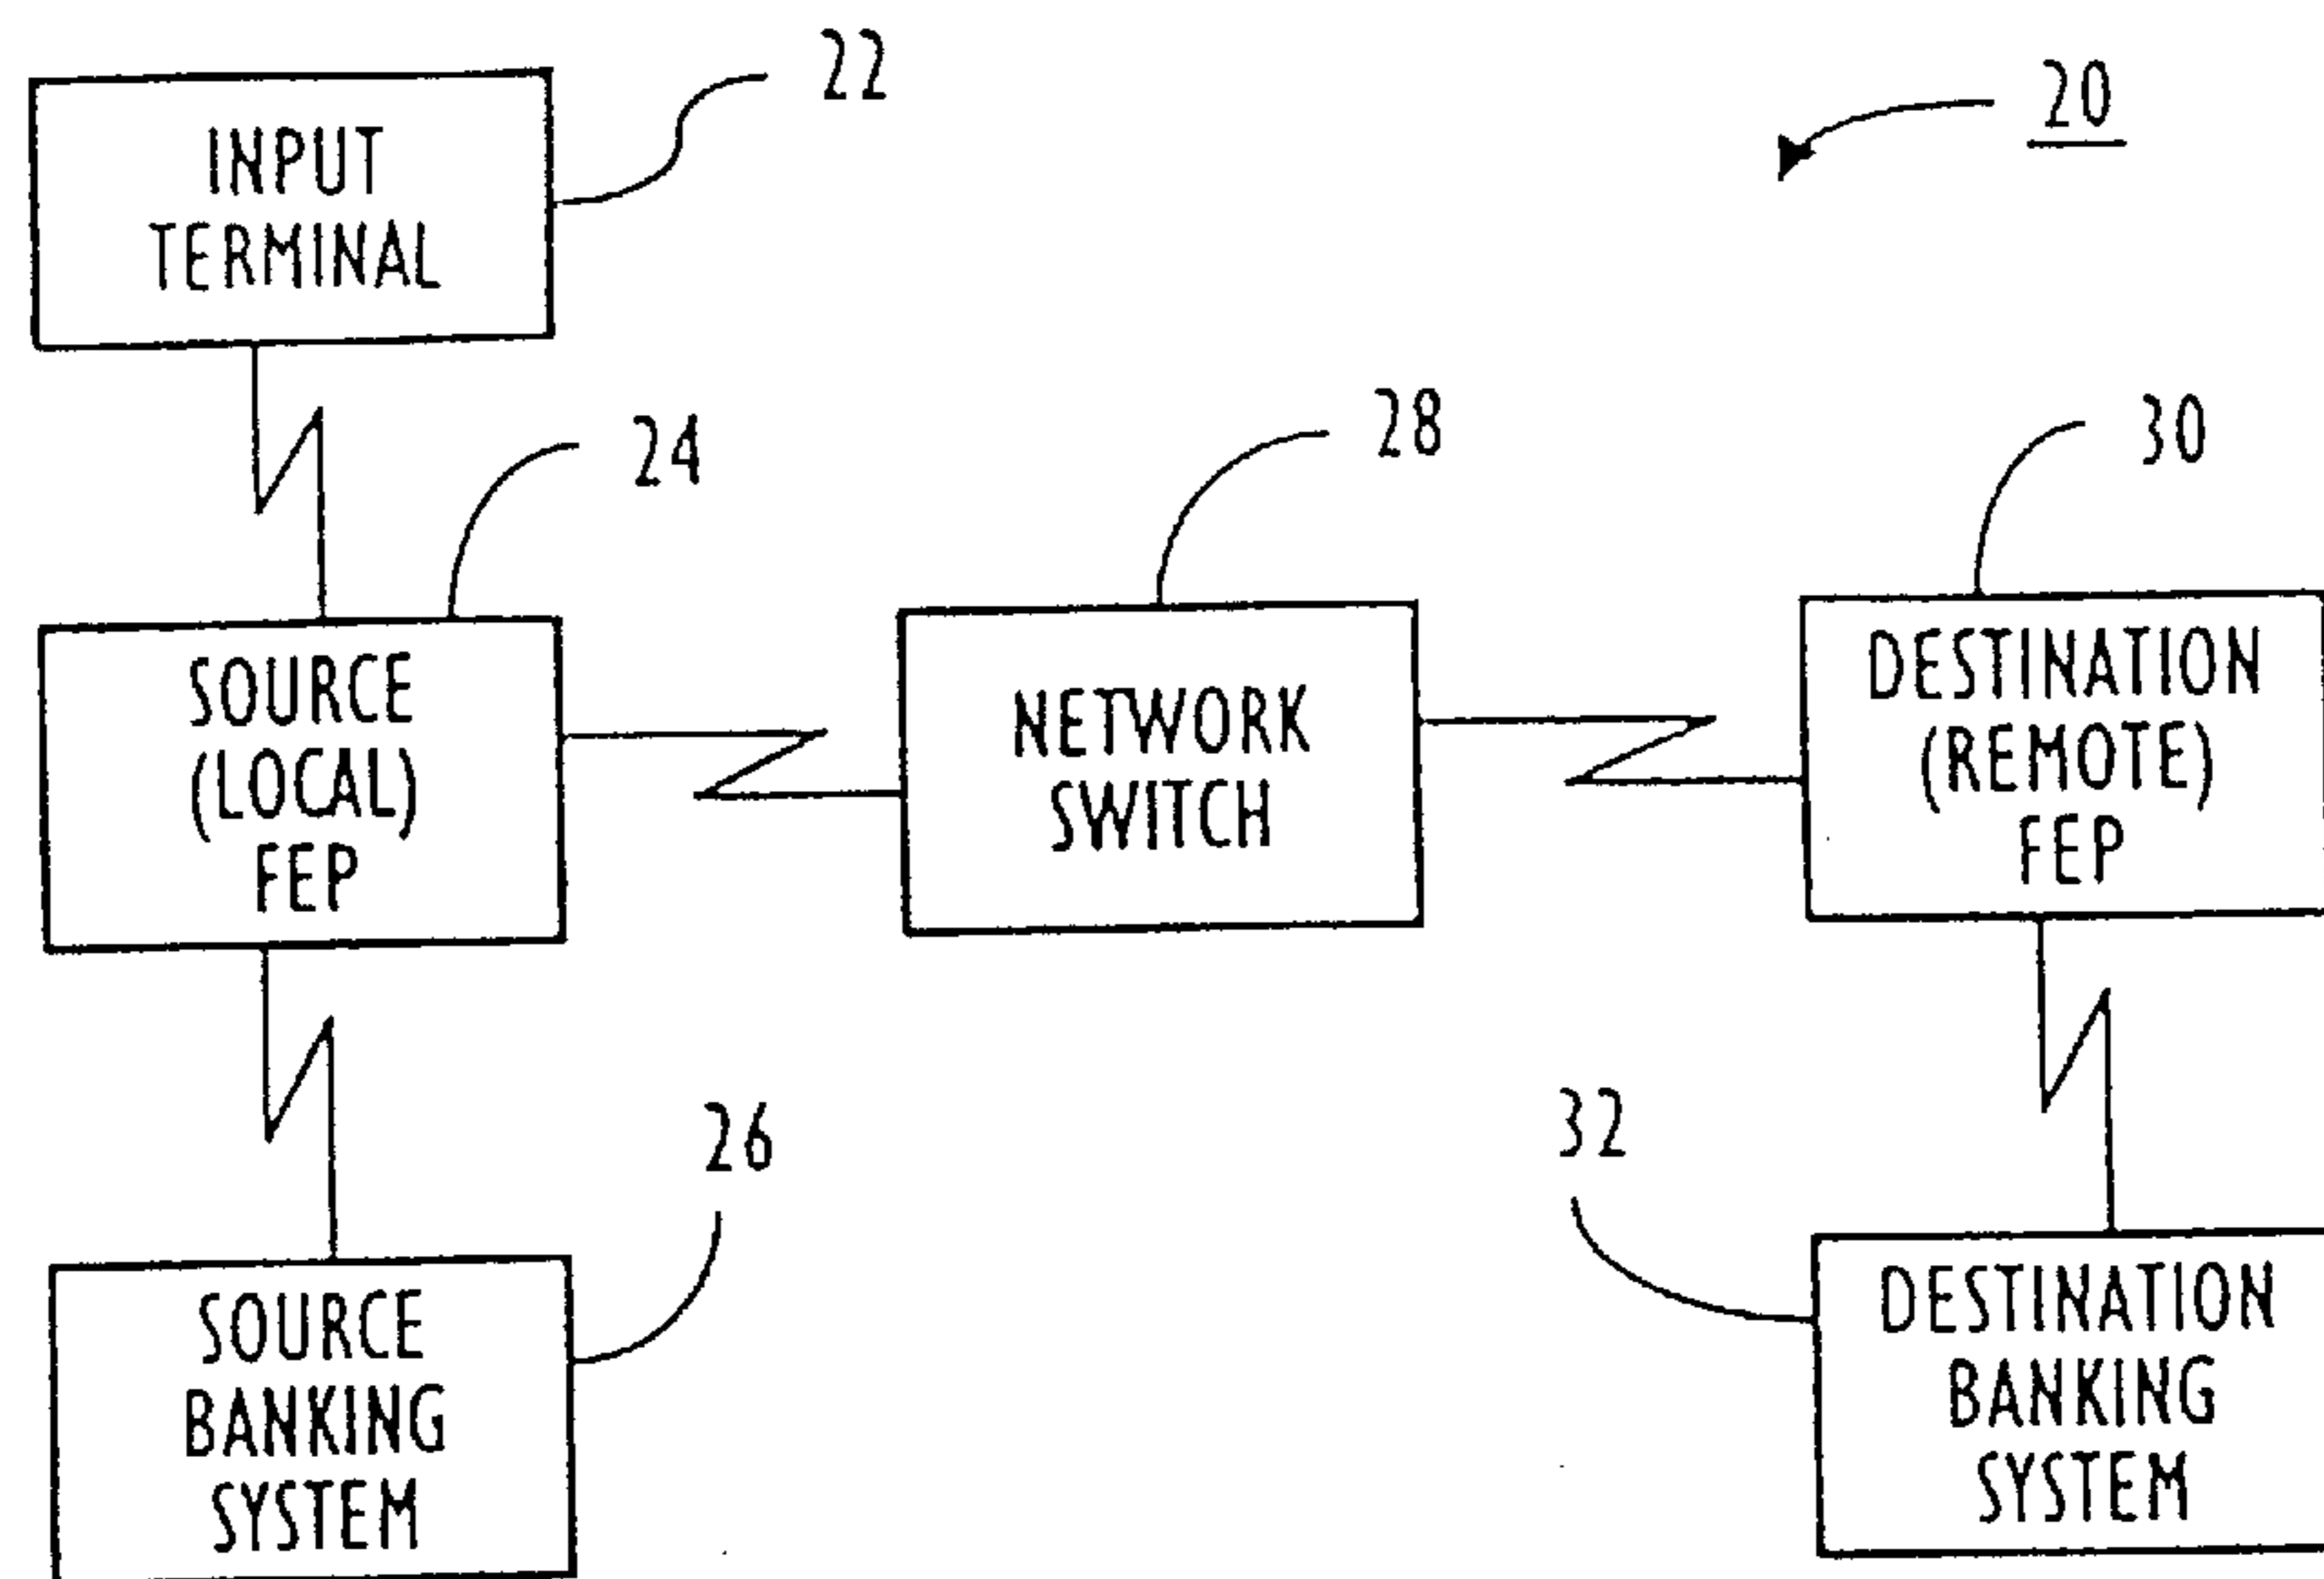 22
20
INPUT
TERMINAL
24
28
30
SOURCE
(LOCAL)
FEP
NETWORK
SWITCH
DESTINATION
(REMOTE)
FEP
26
32
SOURCE
BANKING
SYSTEM
DESTINATION
BANKING
SYSTEM